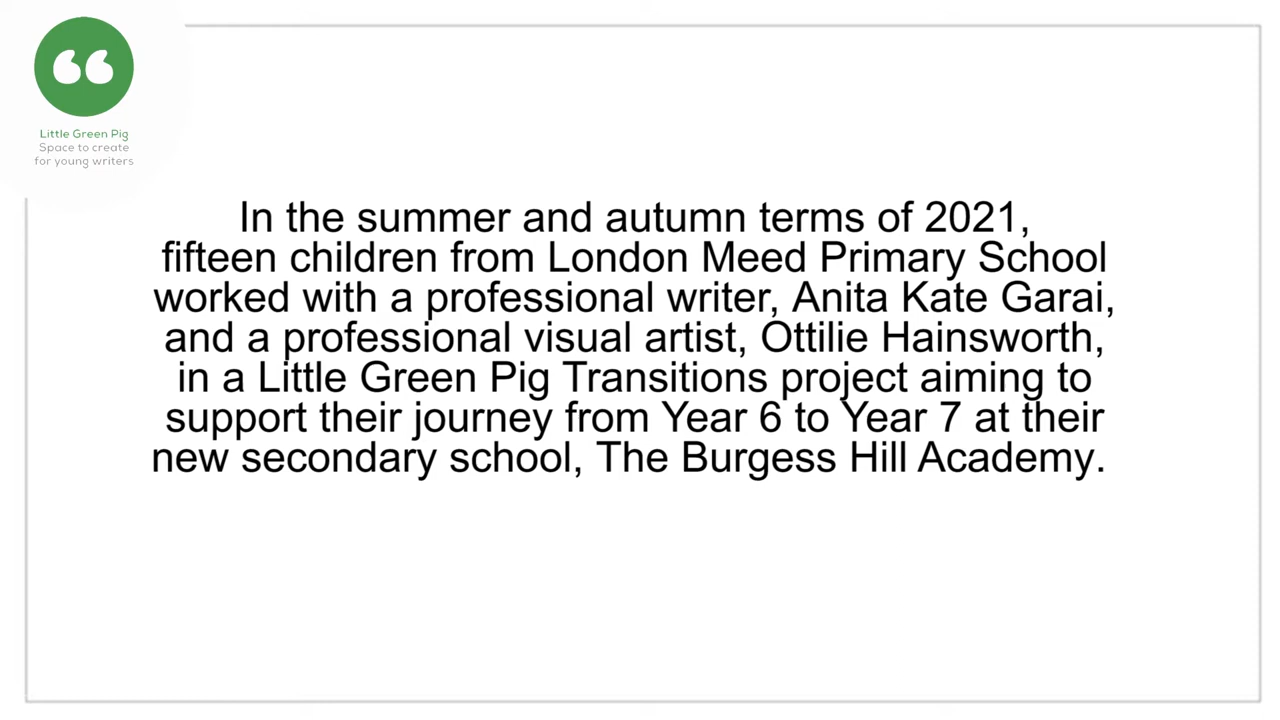 Little Green Pig
Space to create
for young writers
In the summer and autumn terms of 2021,
fifteen children from London Meed Primary School
worked with a professional writer, Anita Kate Garai,
and a professional visual artist, Ottilie Hainsworth,
in a Little Green Pig Transitions project aiming to
support their journey from Year 6 to Year 7 at their
new secondary school, The Burgess Hill Academy.